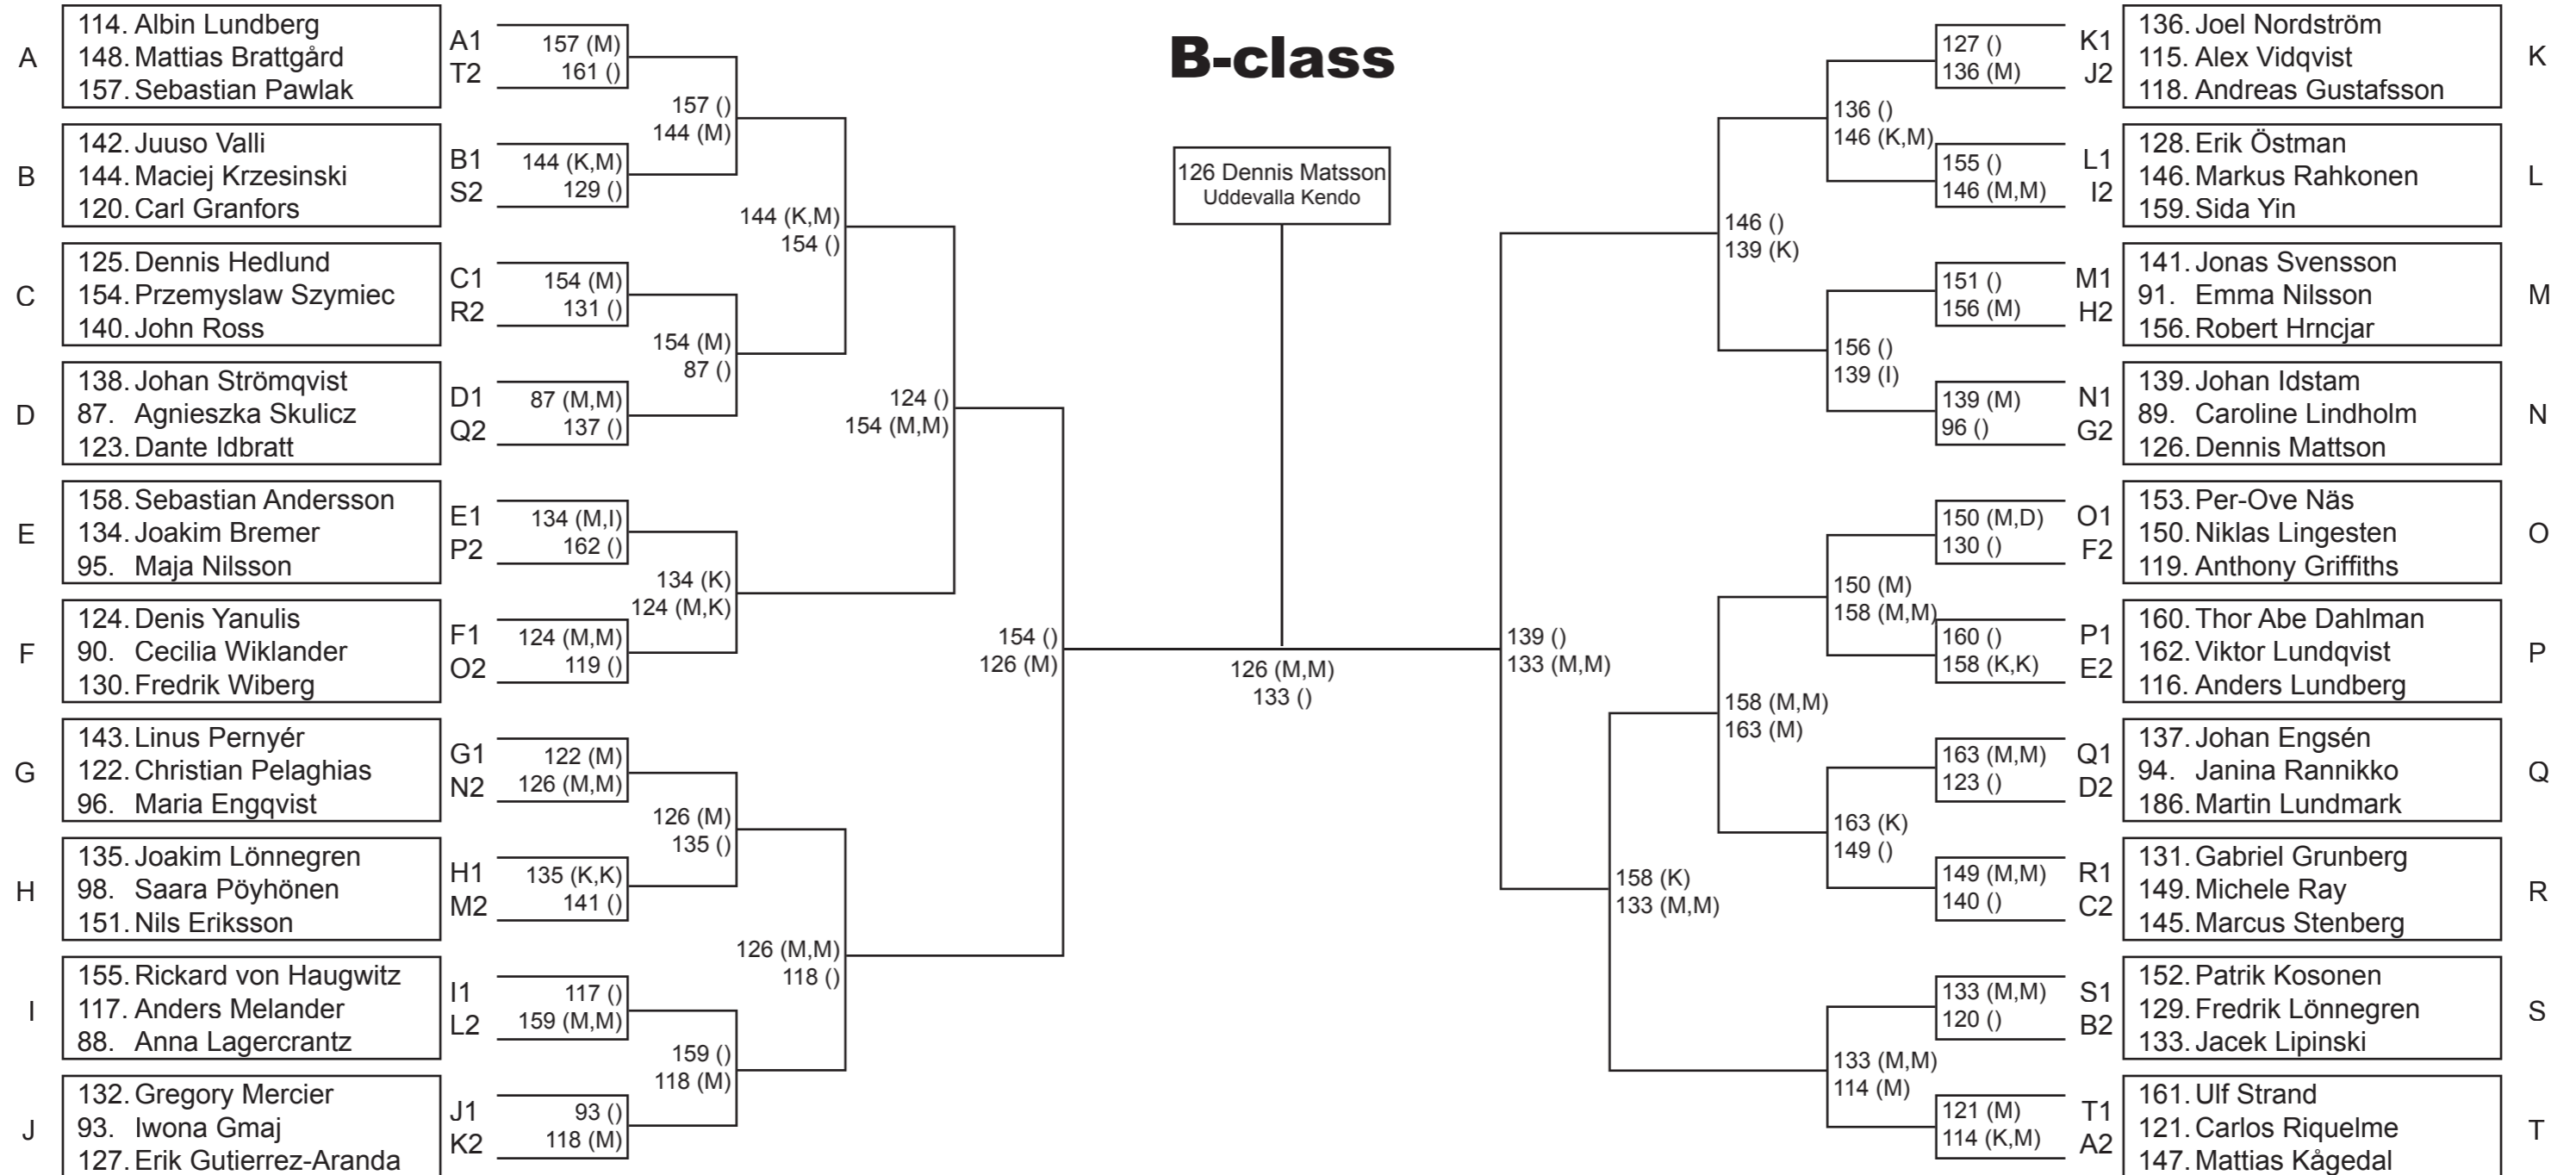 B-class
A
114. Albin Lundberg
148. Mattias Brattgård
157. Sebastian Pawlak
B
142. Juuso Valli
144. Maciej Krzesinski
120. Carl Granfors
C
125. Dennis Hedlund
154. Przemyslaw Szymiec
140. John Ross
D
138. Johan Strömqvist
87. Agnieszka Skulicz
123. Dante Idbratt
E
158. Sebastian Andersson
134. Joakim Bremer
95. Maja Nilsson
F
124. Denis Yanulis
90. Cecilia Wiklander
130. Fredrik Wiberg
G
143. Linus Pernyér
122. Christian Pelaghias
96. Maria Engqvist
H
135. Joakim Lönnegren
98. Saara Pöyhönen
151. Nils Eriksson
I
155. Rickard von Haugwitz
117. Anders Melander
88. Anna Lagercrantz
J
132. Gregory Mercier
93. Iwona Gmaj
127. Erik Gutierrez-Aranda
A1 157 (M)
T2 161 ()
B1 144 (K,M)
S2 129 ()
C1 154 (M)
R2 131 ()
D1 87 (M,M)
Q2 137 ()
E1 134 (M,I)
P2 162 ()
F1 124 (M,M)
O2 119 ()
G1 122 (M)
N2 126 (M,M)
H1 135 (K,K)
M2 141 ()
I1 117 ()
L2 159 (M,M)
J1 93 ()
K2 118 (M)
157 ()
144 (M)
154 (M)
87 ()
134 (K)
124 (M,K)
126 (M)
135 ()
159 ()
118 (M)
144 (K,M)
154 ()
126 (M,M)
118 ()
124 ()
154 (M,M)
154 ()
126 (M)
126 Dennis Matsson
Uddevalla Kendo
126 (M,M)
133 ()
139 ()
133 (M,M)
158 (K)
133 (M,M)
146 ()
139 (K)
158 (M,M)
163 (M)
136 ()
146 (K,M)
156 ()
139 (I)
150 (M)
158 (M,M)
163 (K)
149 ()
133 (M,M)
114 (M)
127 () K1
136 (M) J2
155 () L1
146 (M,M) I2
151 () M1
156 (M) H2
139 (M) N1
96 () G2
150 (M,D) O1
130 () F2
160 () P1
158 (K,K) E2
163 (M,M) Q1
123 () D2
149 (M,M) R1
140 () C2
133 (M,M) S1
120 () B2
121 (M) T1
114 (K,M) A2
136. Joel Nordström
115. Alex Vidqvist
118. Andreas Gustafsson
K
128. Erik Östman
146. Markus Rahkonen
159. Sida Yin
L
141. Jonas Svensson
91. Emma Nilsson
156. Robert Hrncjar
M
139. Johan Idstam
89. Caroline Lindholm
126. Dennis Mattson
N
153. Per-Ove Näs
150. Niklas Lingesten
119. Anthony Griffiths
O
160. Thor Abe Dahlman
162. Viktor Lundqvist
116. Anders Lundberg
P
137. Johan Engsén
94. Janina Rannikko
186. Martin Lundmark
Q
131. Gabriel Grunberg
149. Michele Ray
145. Marcus Stenberg
R
152. Patrik Kosonen
129. Fredrik Lönnegren
133. Jacek Lipinski
S
161. Ulf Strand
121. Carlos Riquelme
147. Mattias Kågedal
T